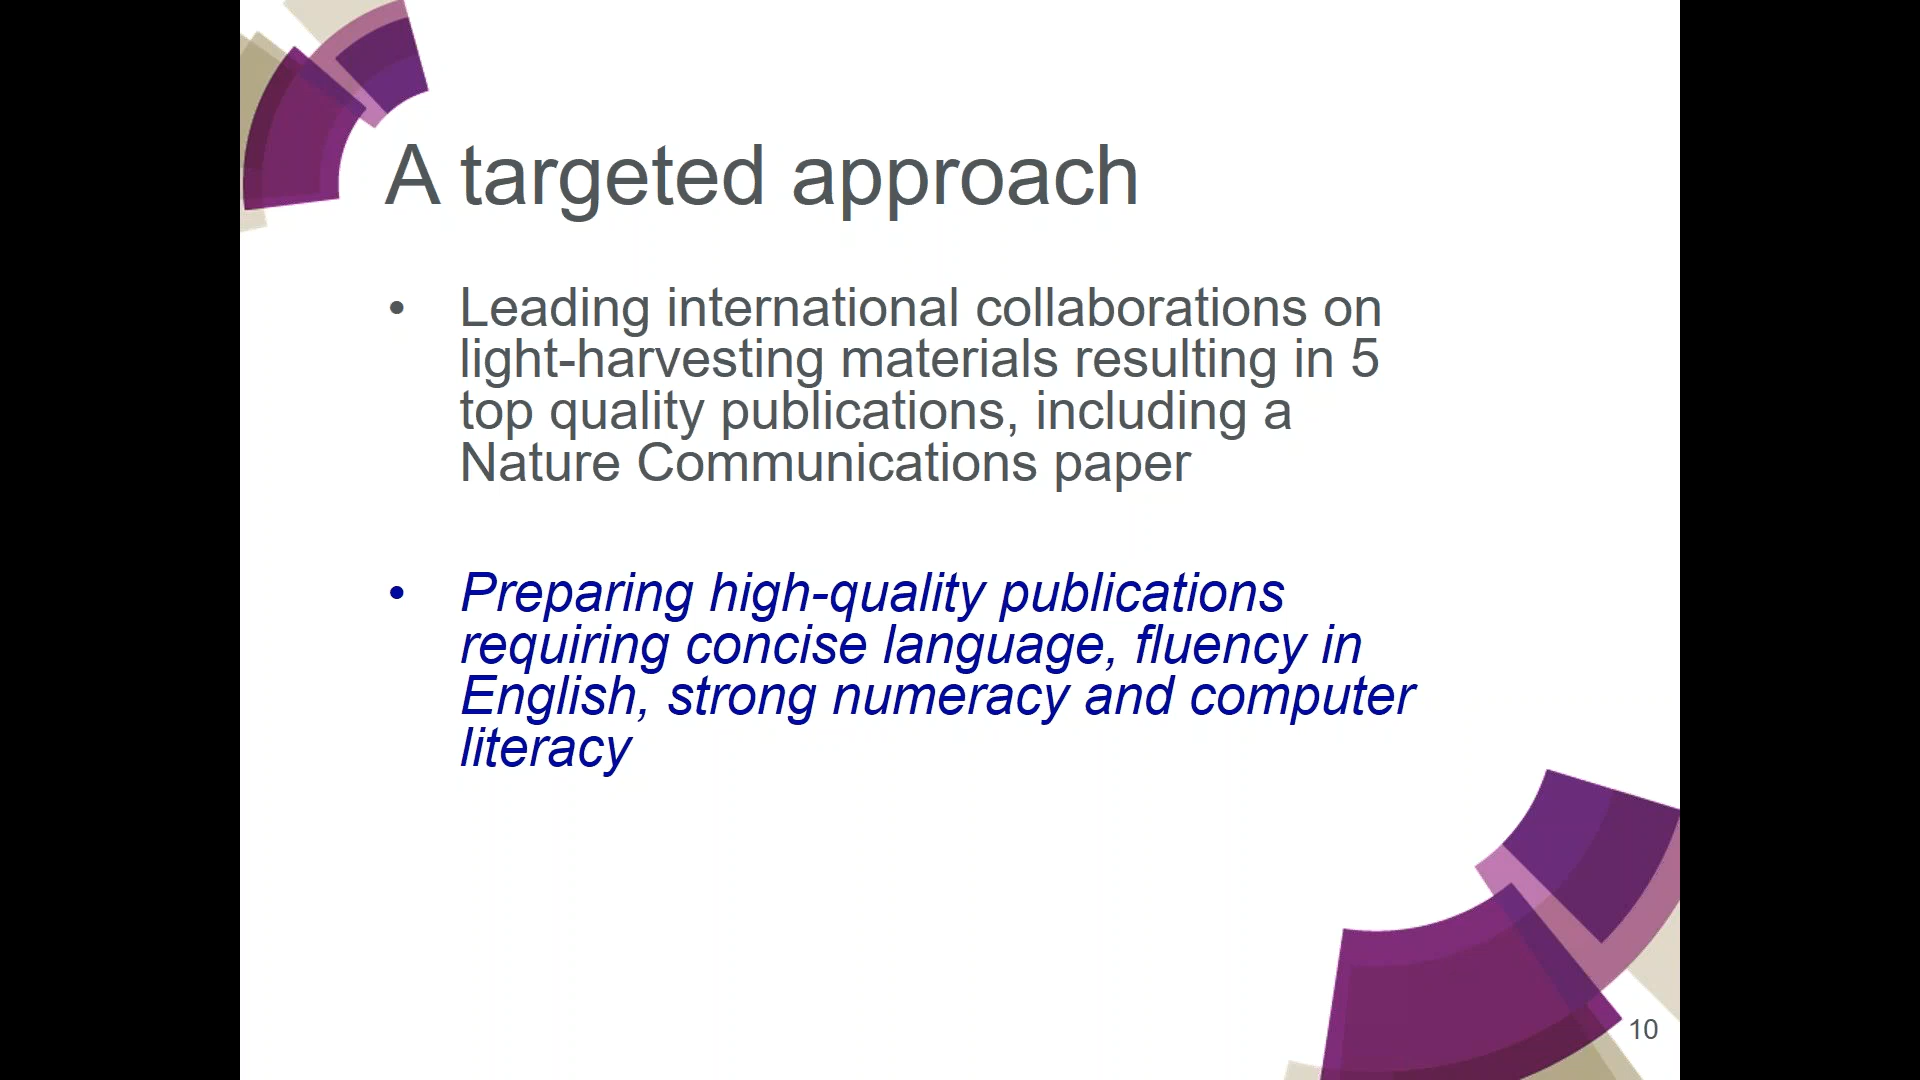 A targeted approach
• Leading international collaborations on
light-harvesting materials resulting in 5
top quality publications, including a
Nature Communications paper
• Preparing high-quality publications
requiring concise language, fluency in
English, strong numeracy and computer
literacy
10